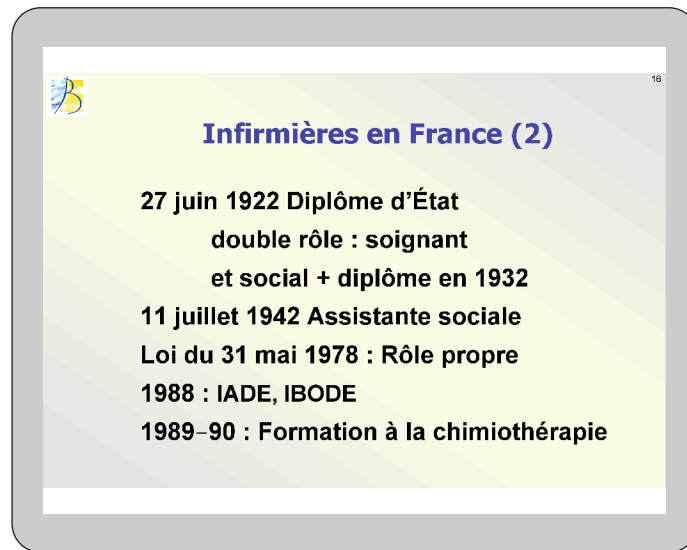 16
Infirmières en France (2)
27 juin 1922 Diplôme d'État
double rôle : soignant
et social + diplôme en 1932
11 juillet 1942 Assistante sociale
Loi du 31 mai 1978 : Rôle propre
1988 : IADE, IBODE
1989–90 : Formation à la chimiothérapie